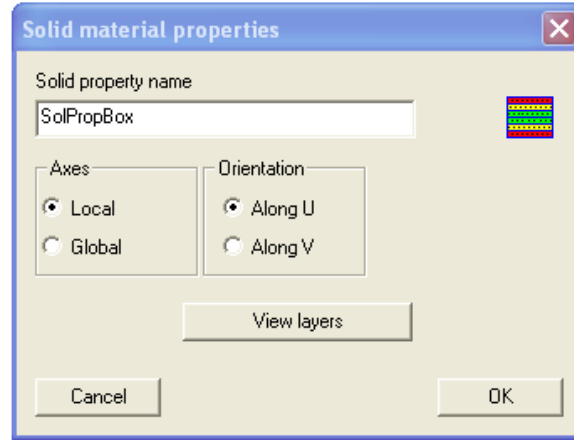 Solid material properties
Solid property name
SolPropBox
Axes
Orientation
Local
Along U
Global
Along V
View layers
Cancel
OK